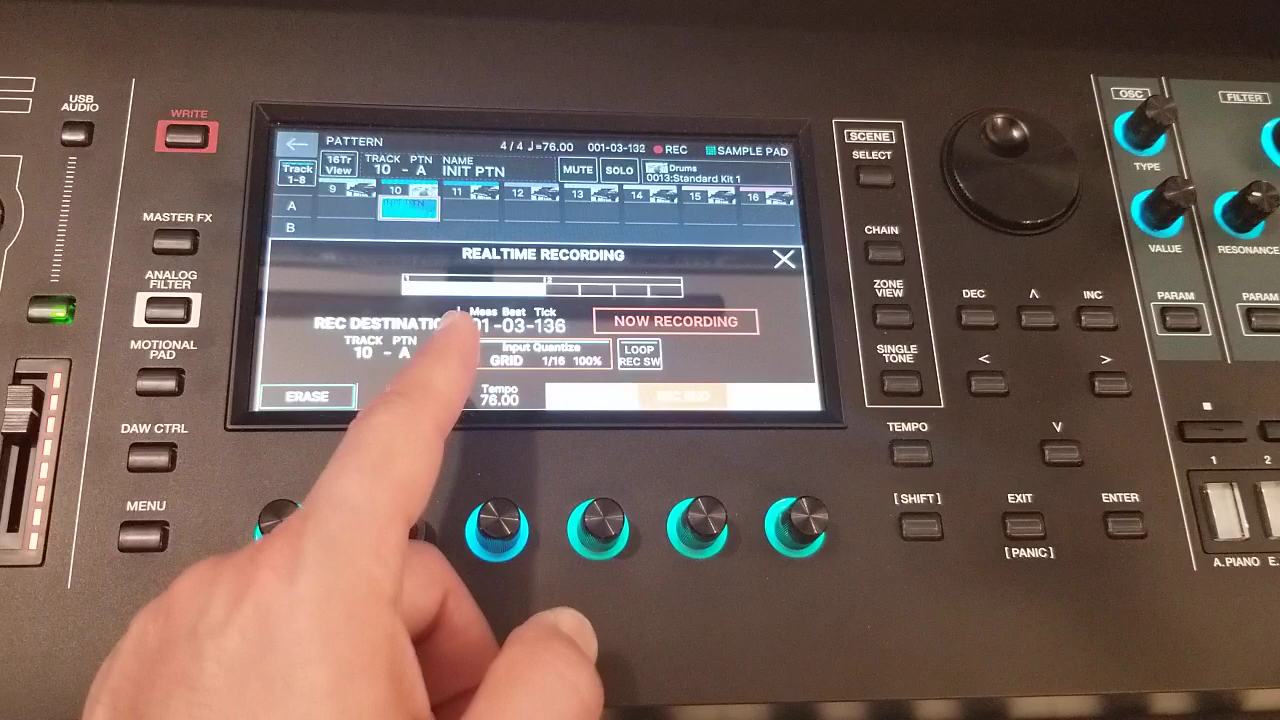 USB
AUDIO
WRITE
MASTER FX
ANALOG
FILTER
MOTIONAL
PAD
DAW CTRL
MENU
PATTERN
4 / 4 ♩=76.00 001-03-132 REC SAMPLE PAD
Track
1-8
16Tr
View
TRACK PTN
10 - A
NAME
INIT PTN
MUTE
SOLO
Drums
0013:Standard Kit 1
9 10 11 12 13 14 15 16
A
B
REALTIME RECORDING
1 2
Meas Beat Tick
REC DESTINATIO
01-03-136
NOW RECORDING
TRACK PTN
10 - A
Input Quantize
GRID 1/16 100%
LOOP
REC SW
ERASE
Tempo
76.00
SCENE
SELECT
CHAIN
ZONE
VIEW
SINGLE
TONE
TEMPO
DEC Λ INC
< >
V
[ SHIFT ]
EXIT
[ PANIC ]
ENTER
OSC
TYPE
VALUE
PARAM
FILTER
RESONANCE
PARAM
1 2
A.PIANO E.